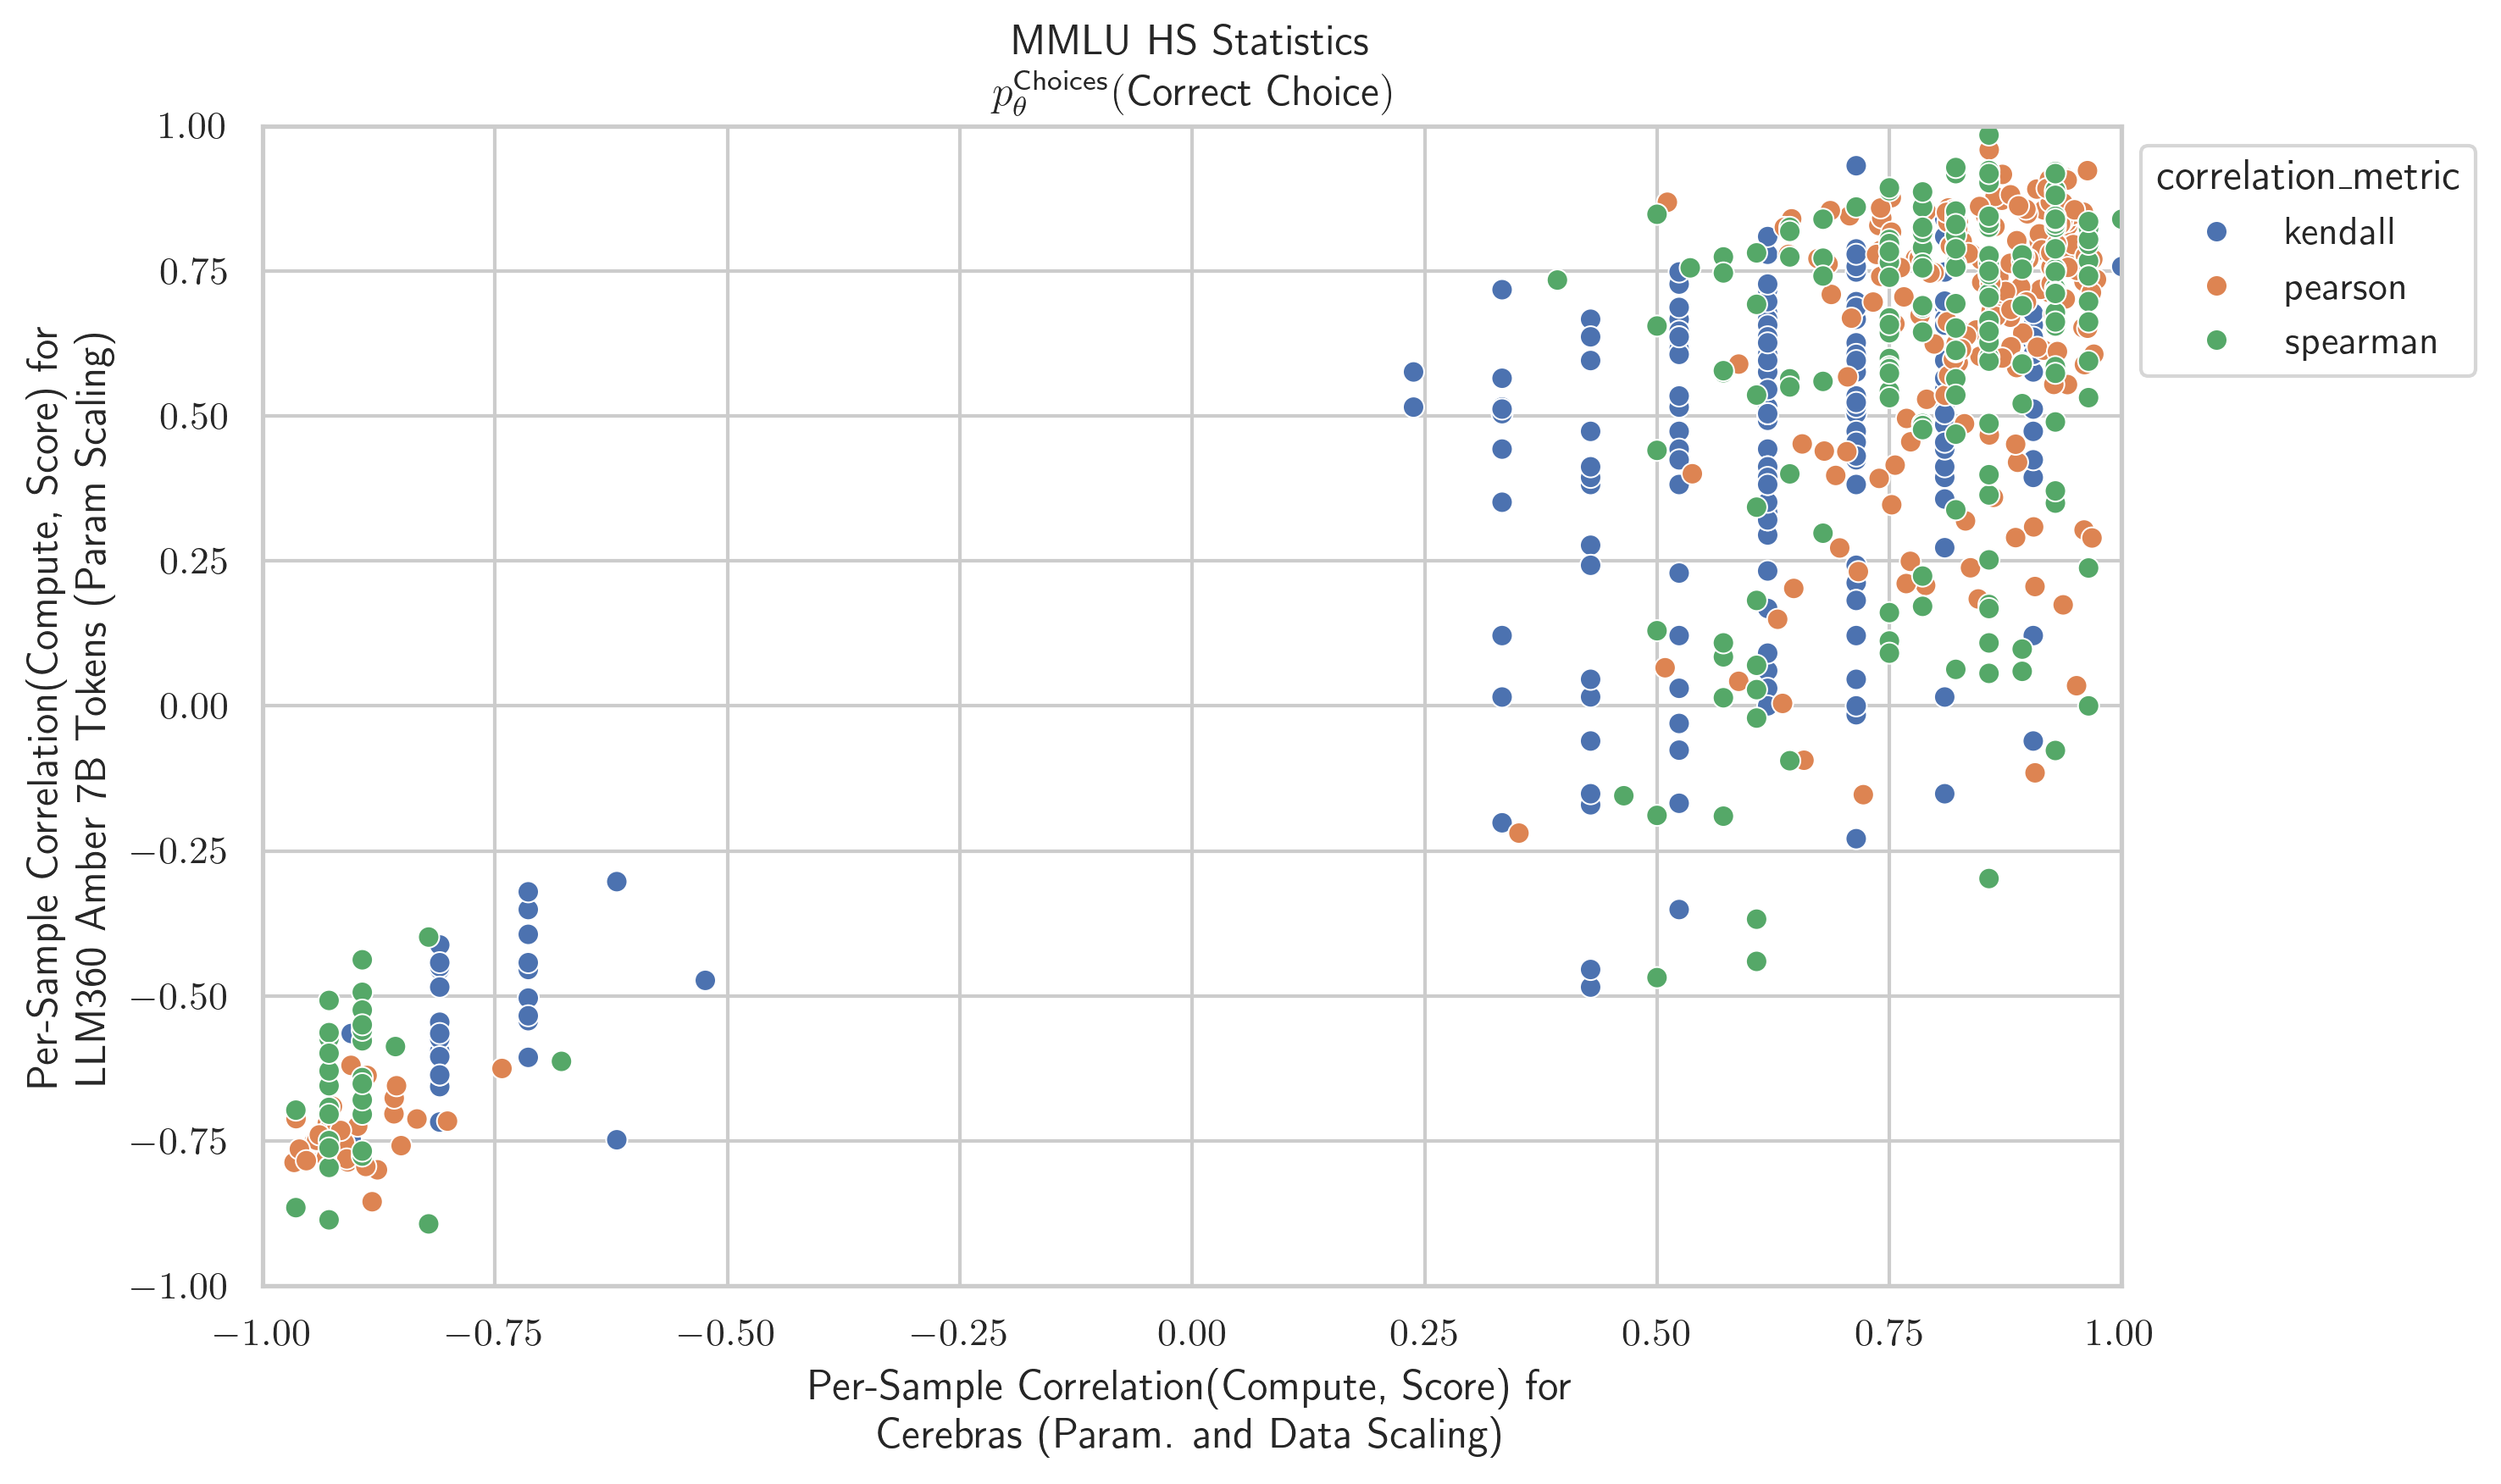 MMLU HS Statistics
p_θ^Choices(Correct Choice)
1.00
0.75
0.50
0.25
0.00
−0.25
−0.50
−0.75
−1.00
Per-Sample Correlation(Compute, Score) for
LLM360 Amber 7B Tokens (Param Scaling)
correlation_metric
kendall
pearson
spearman
−1.00 −0.75 −0.50 −0.25 0.00 0.25 0.50 0.75 1.00
Per-Sample Correlation(Compute, Score) for
Cerebras (Param. and Data Scaling)